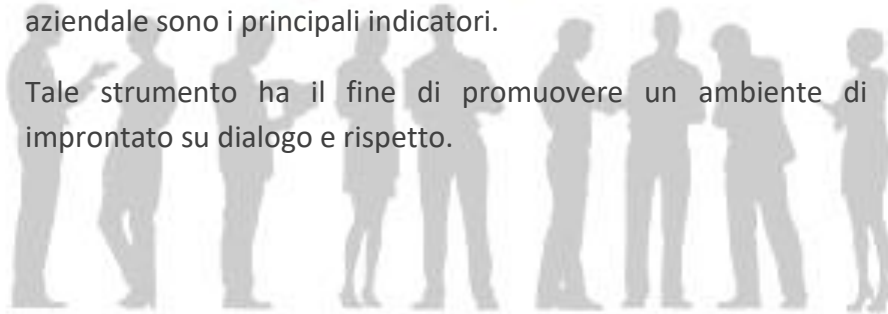 aziendale sono i principali indicatori.
Tale strumento ha il fine di promuovere un ambiente di
improntato su dialogo e rispetto.